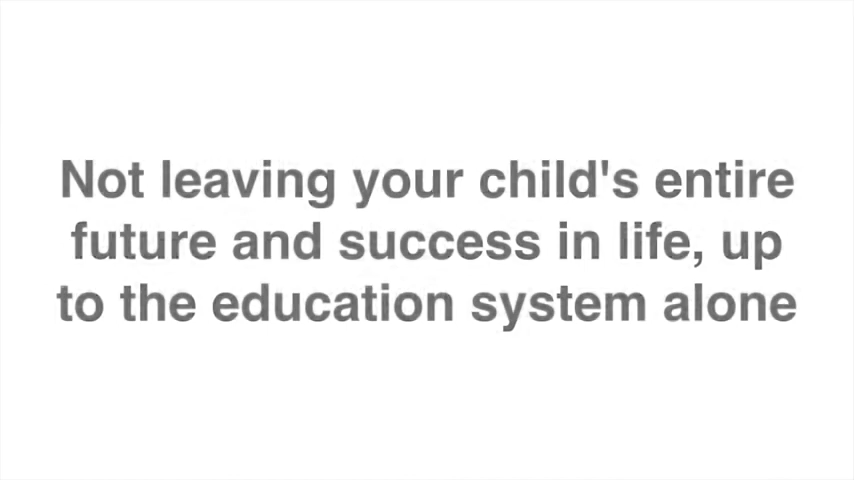 Not leaving your child's entire
future and success in life, up
to the education system alone